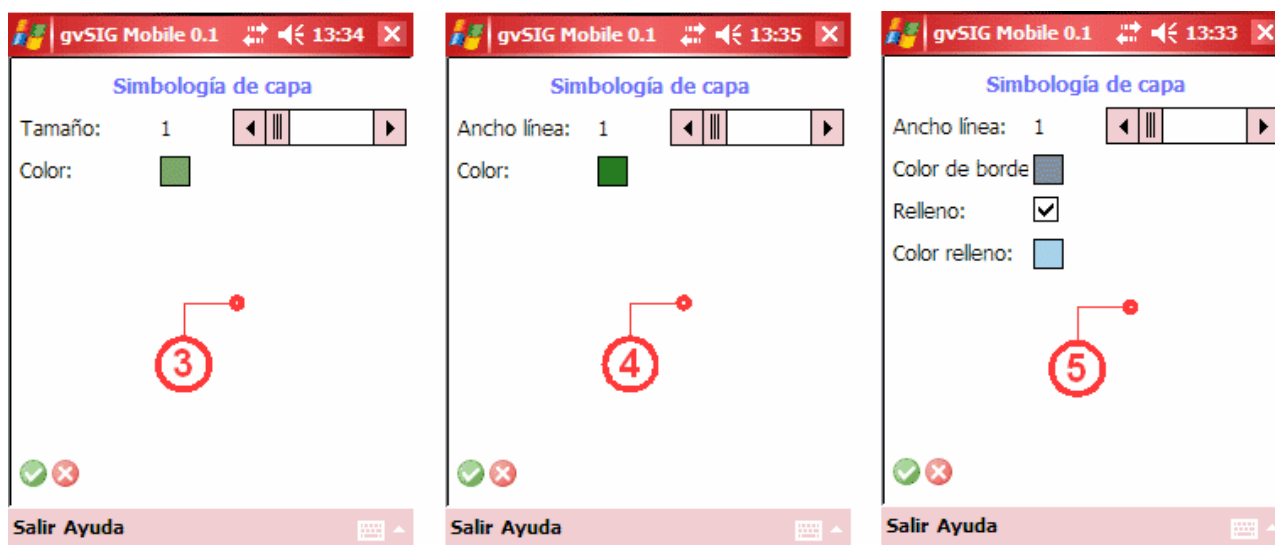 gvSIG Mobile 0.1 13:34
Simbología de capa
Tamaño: 1
Color:
3
Salir Ayuda
gvSIG Mobile 0.1 13:35
Simbología de capa
Ancho línea: 1
Color:
4
Salir Ayuda
gvSIG Mobile 0.1 13:33
Simbología de capa
Ancho línea: 1
Color de borde
Relleno:
Color relleno:
5
Salir Ayuda